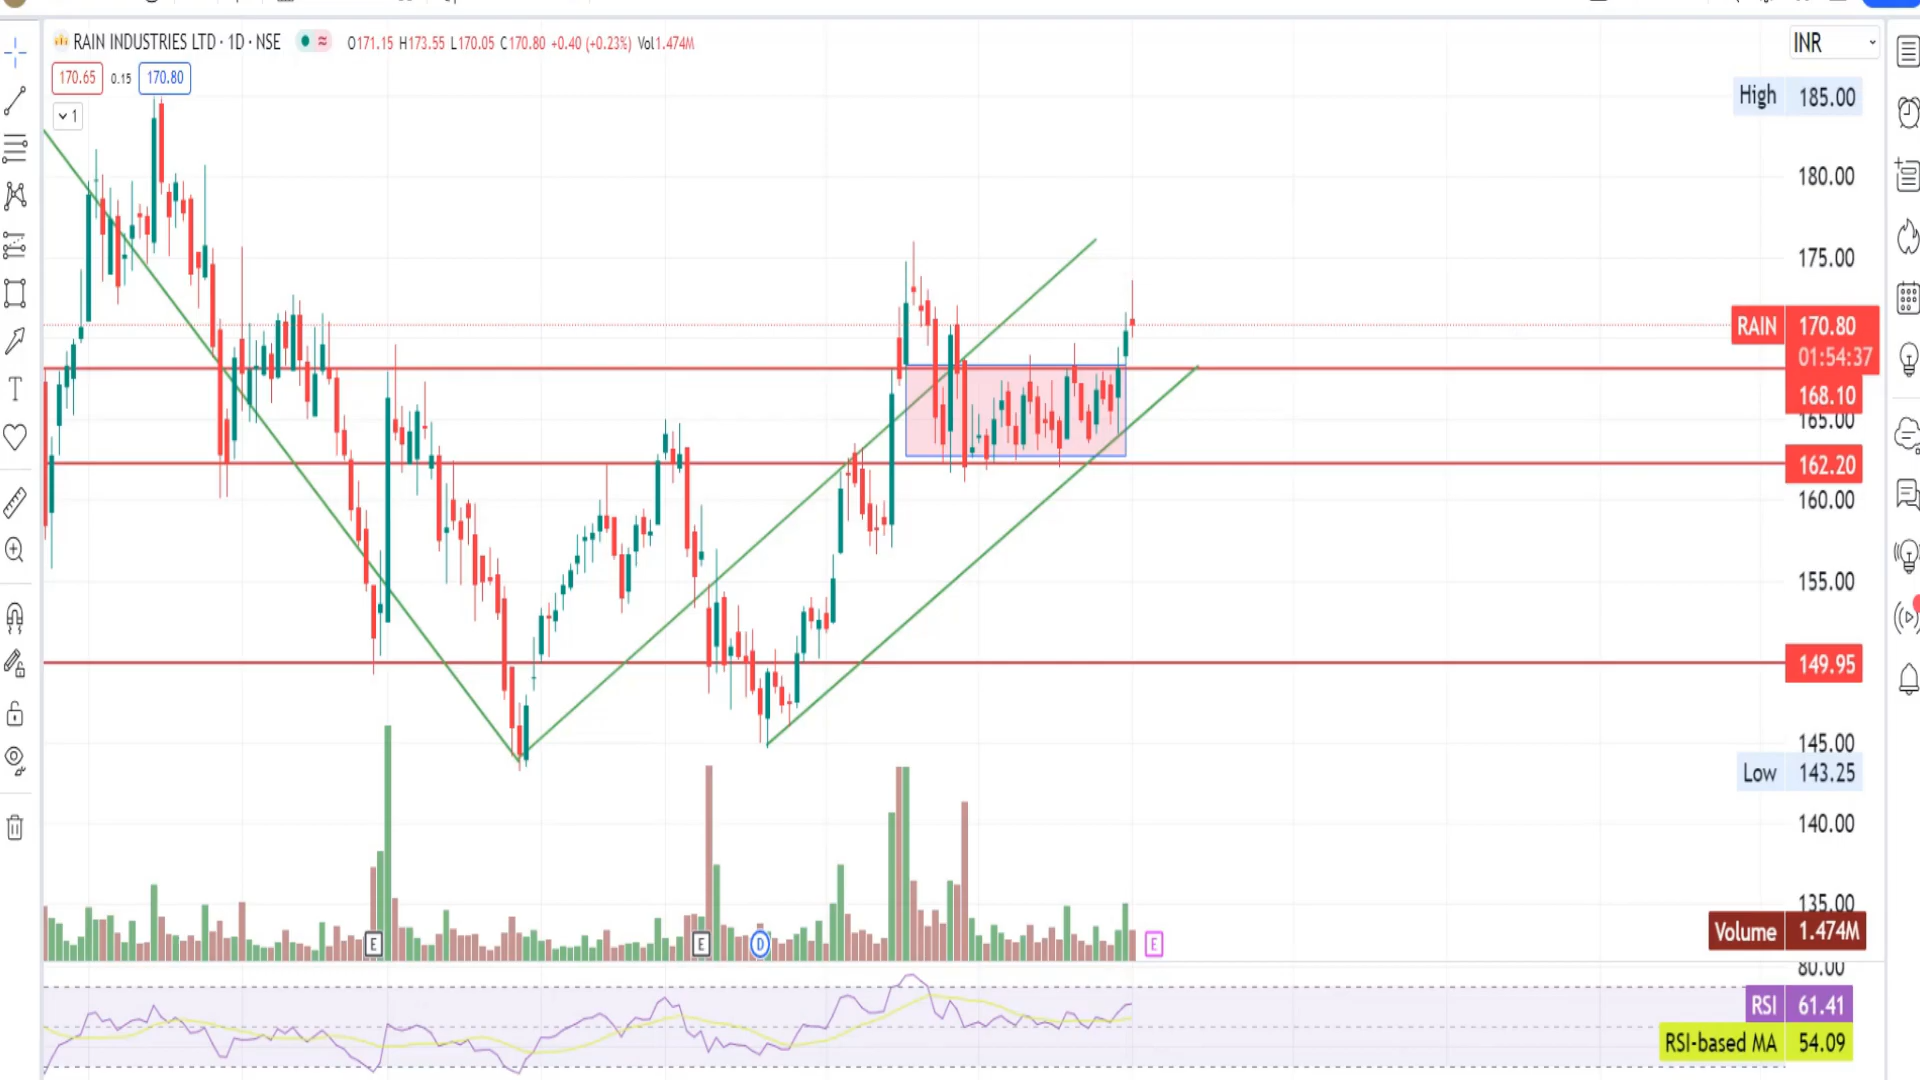 RAIN INDUSTRIES LTD · 1D · NSE O171.15 H173.55 L170.05 C170.80 +0.40 (+0.23%) Vol1.474M
INR
170.65 0.15 170.80
1
High 185.00
180.00
175.00
RAIN 170.80
01:54:37
168.10
165.00
162.20
160.00
155.00
149.95
145.00
Low 143.25
140.00
135.00
Volume 1.474M
E E D E
80.00
RSI 61.41
RSI-based MA 54.09
T